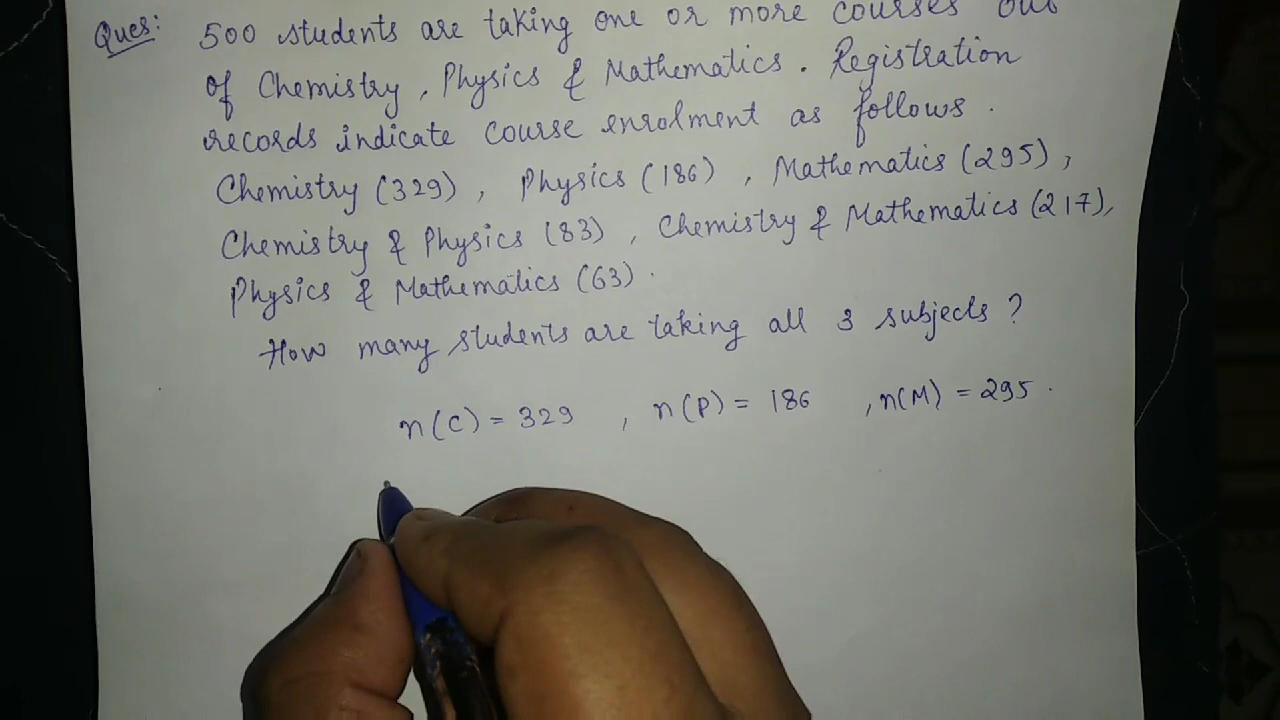 Ques: 500 students are taking one or more courses out
of Chemistry, Physics & Mathematics. Registration
records indicate course enrolment as follows.
Chemistry (329), Physics (186), Mathematics (295),
Chemistry & Physics (83), Chemistry & Mathematics (217),
Physics & Mathematics (63).
How many students are taking all 3 subjects?
n(C) = 329 , n(P) = 186 , n(M) = 295.